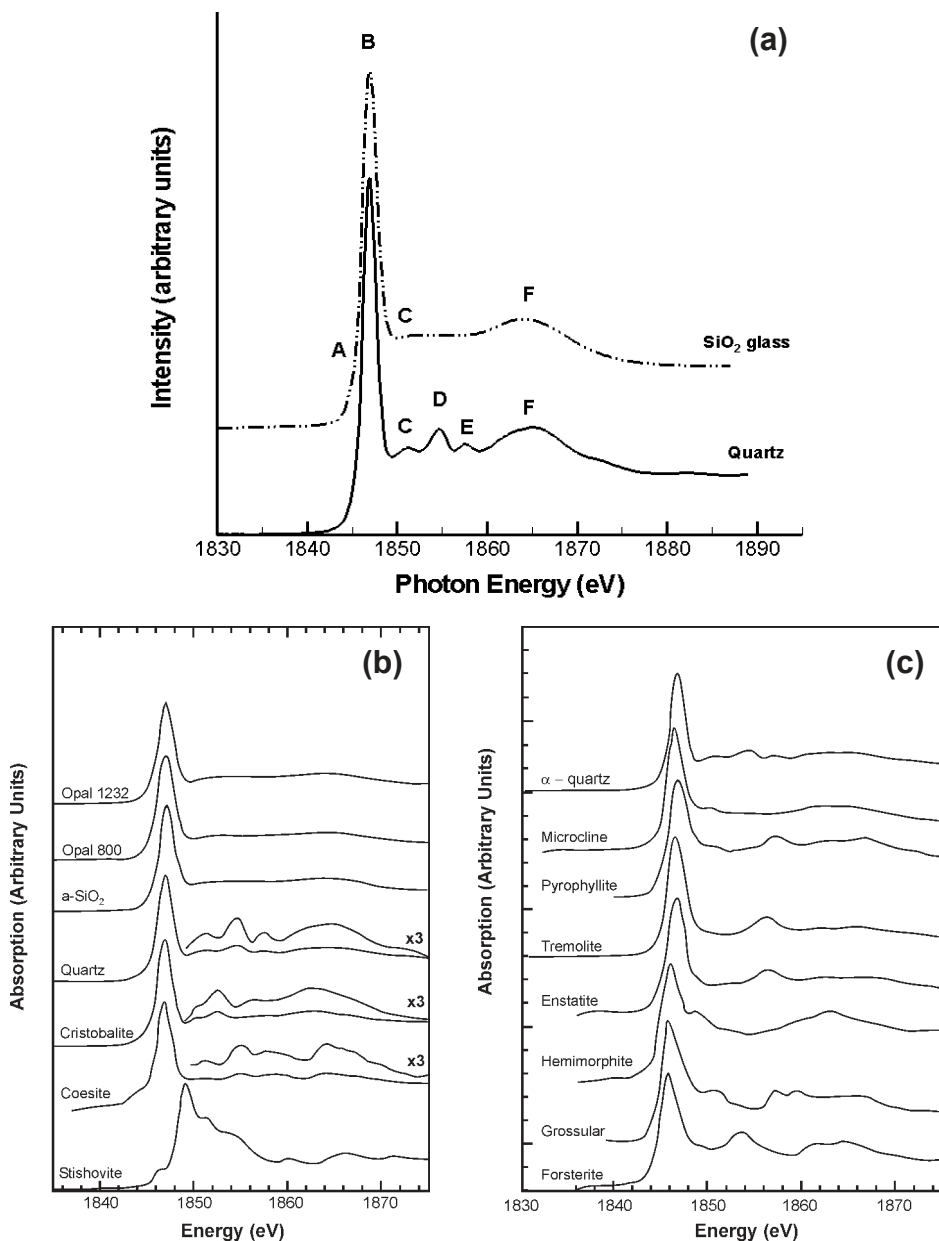 (a)
B
A
C
F
SiO₂ glass
C
D
E
F
Quartz
Intensity (arbitrary units)
1830 1840 1850 1860 1870 1880 1890
Photon Energy (eV)
(b)
Opal 1232
Opal 800
a-SiO₂
x3
Quartz
x3
Cristobalite
x3
Coesite
Stishovite
Absorption (Arbitrary Units)
1840 1850 1860 1870
Energy (eV)
(c)
α – quartz
Microcline
Pyrophyllite
Tremolite
Enstatite
Hemimorphite
Grossular
Forsterite
Absorption (Arbitrary Units)
1830 1840 1850 1860 1870
Energy (eV)